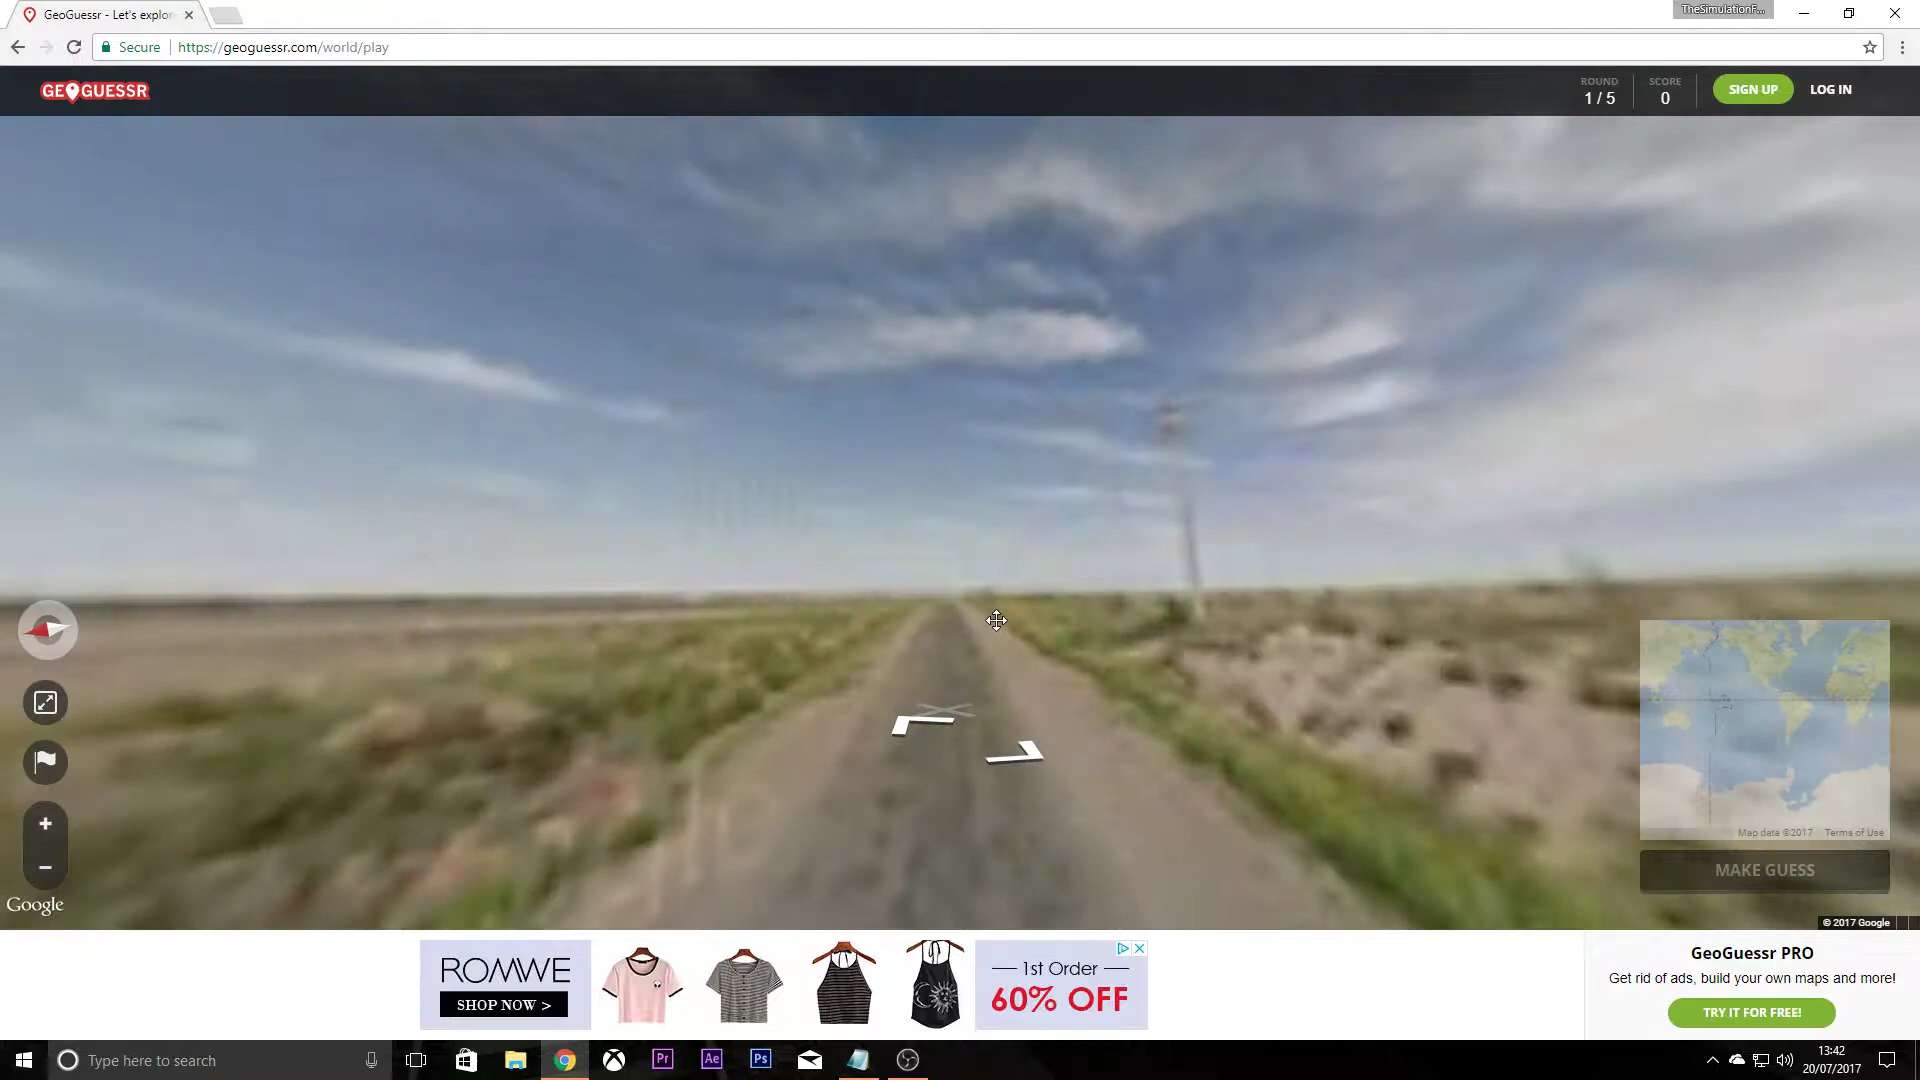 GeoGuessr - Let's explor
TheSimulationF...
Secure
https://geoguessr.com/world/play
GEOGUESSR
ROUND
1 / 5
SCORE
0
SIGN UP
LOG IN
Map data ©2017 Terms of Use
MAKE GUESS
Google
© 2017 Google
ROMWE
SHOP NOW >
1st Order
60% OFF
GeoGuessr PRO
Get rid of ads, build your own maps and more!
TRY IT FOR FREE!
Type here to search
Pr
Ae
Ps
13:42
20/07/2017